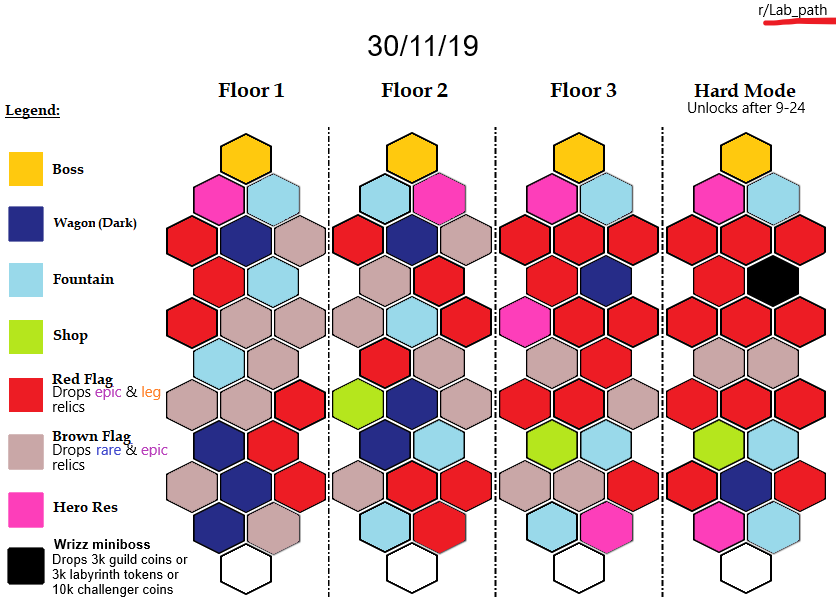 r/Lab_path
30/11/19
Floor 1
Floor 2
Floor 3
Hard Mode
Unlocks after 9-24
Legend:
Boss
Wagon (Dark)
Fountain
Shop
Red Flag
Drops epic & leg
relics
Brown Flag
Drops rare & epic
relics
Hero Res
Wrizz miniboss
Drops 3k guild coins or
3k labyrinth tokens or
10k challenger coins